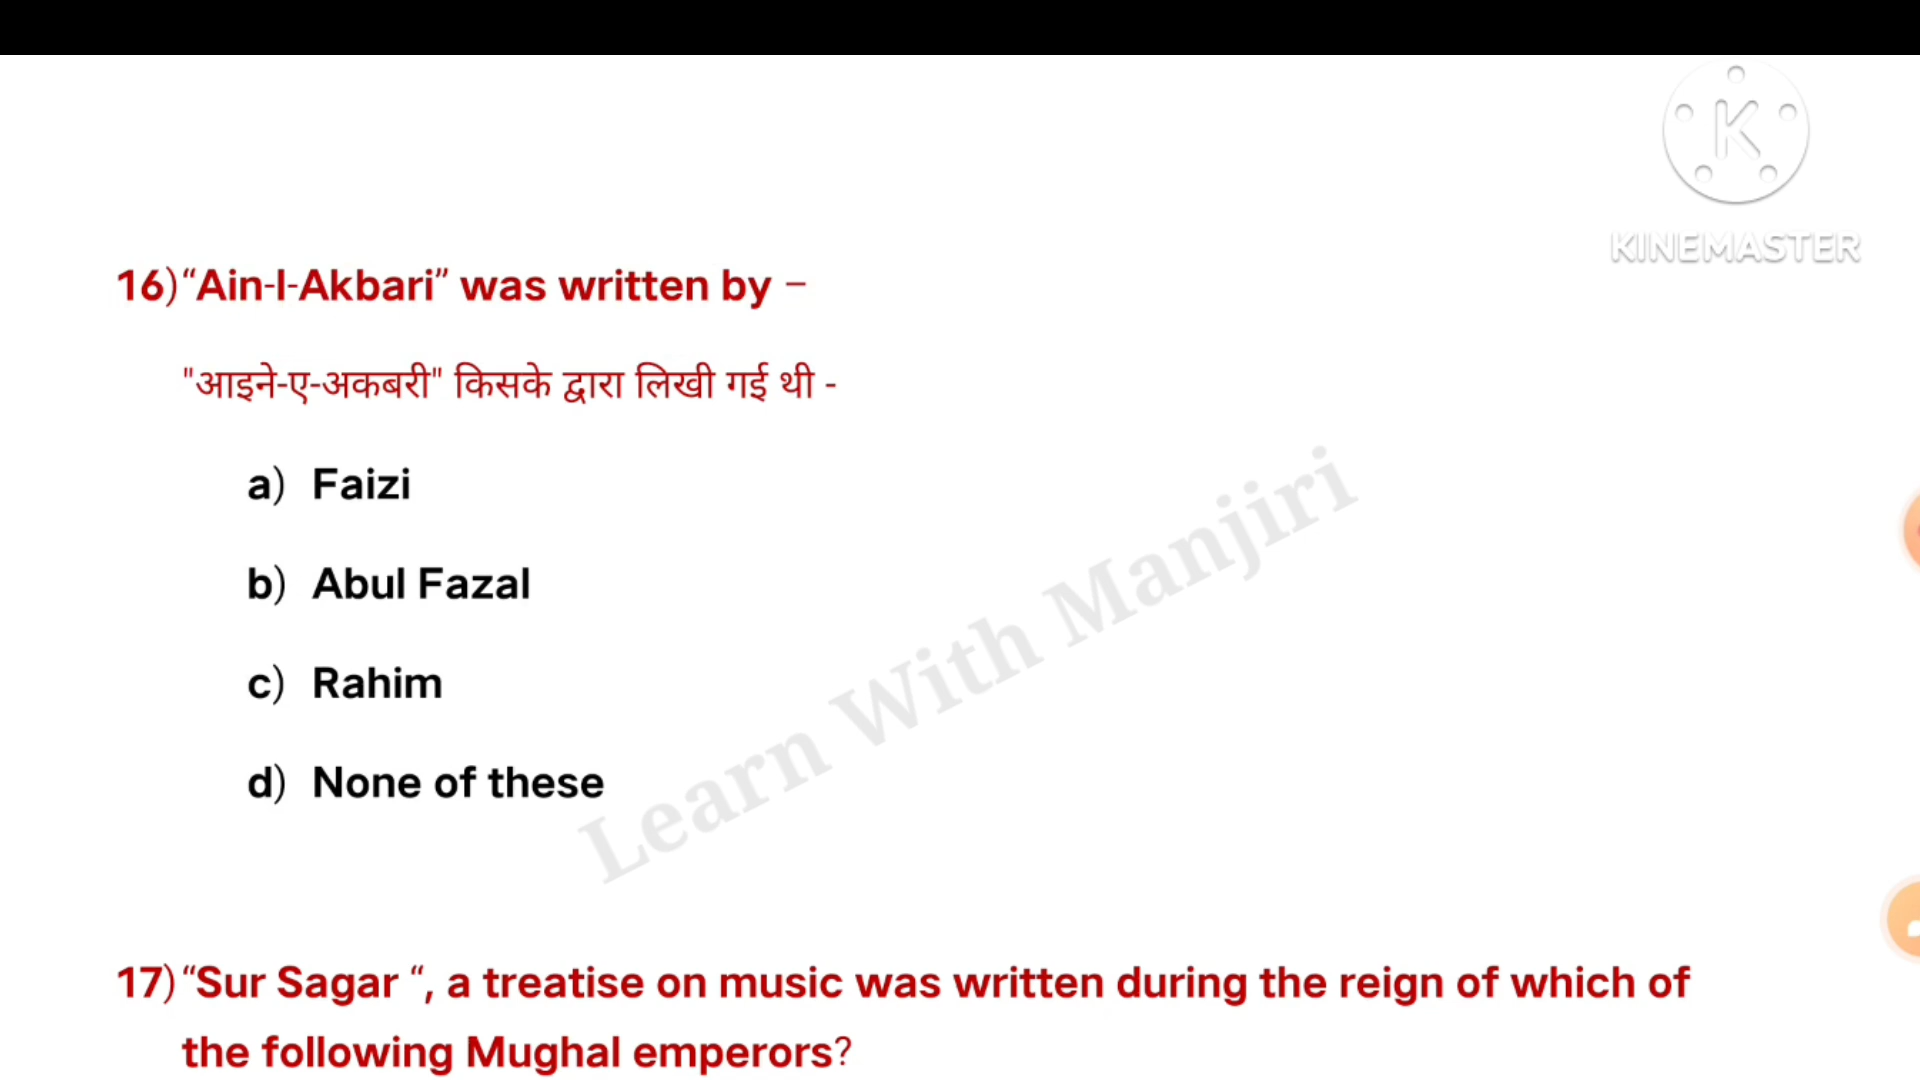 KINEMASTER
16) “Ain-I-Akbari” was written by –
"आइने-ए-अकबरी" किसके द्वारा लिखी गई थी -
a) Faizi
b) Abul Fazal
c) Rahim
d) None of these
Learn With Manjiri
17) “Sur Sagar “, a treatise on music was written during the reign of which of
the following Mughal emperors?